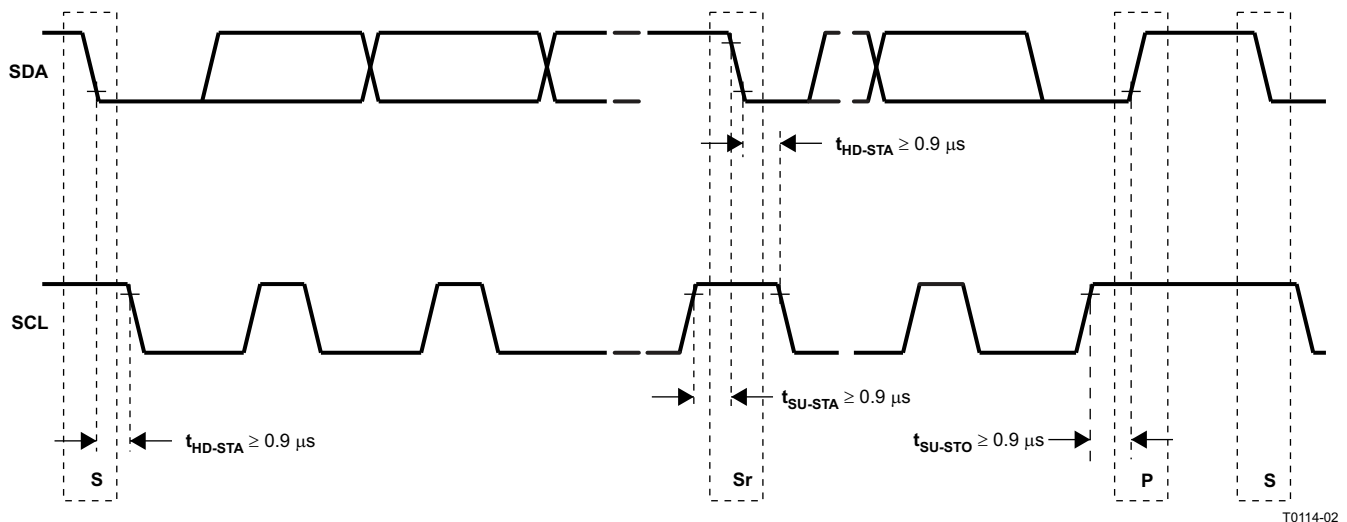 SDA
t_HD-STA ≥ 0.9 μs
SCL
t_SU-STA ≥ 0.9 μs
t_HD-STA ≥ 0.9 μs
t_SU-STO ≥ 0.9 μs
S
Sr
P
S
T0114-02